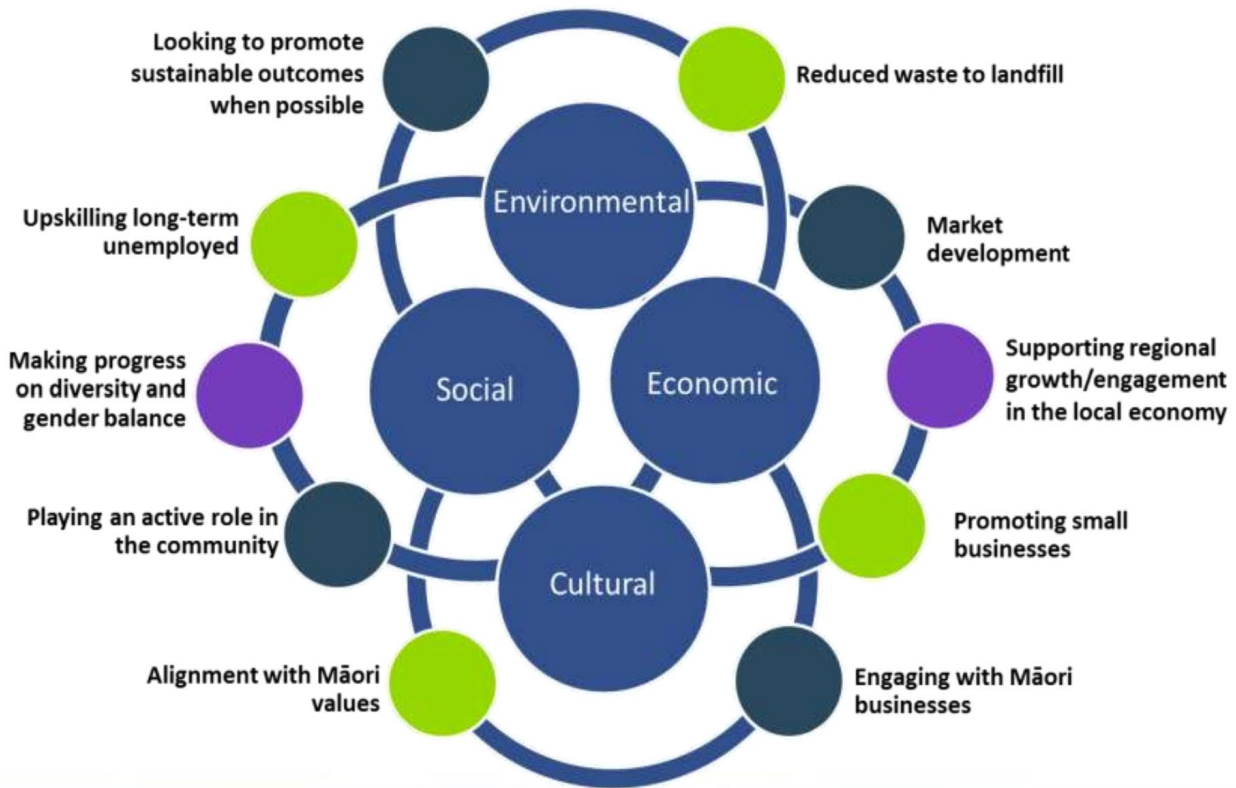 Looking to promote
sustainable outcomes
when possible
Reduced waste to landfill
Environmental
Upskilling long-term
unemployed
Market
development
Making progress
on diversity and
gender balance
Social
Economic
Supporting regional
growth/engagement
in the local economy
Playing an active role in
the community
Promoting small
businesses
Cultural
Alignment with Māori
values
Engaging with Māori
businesses